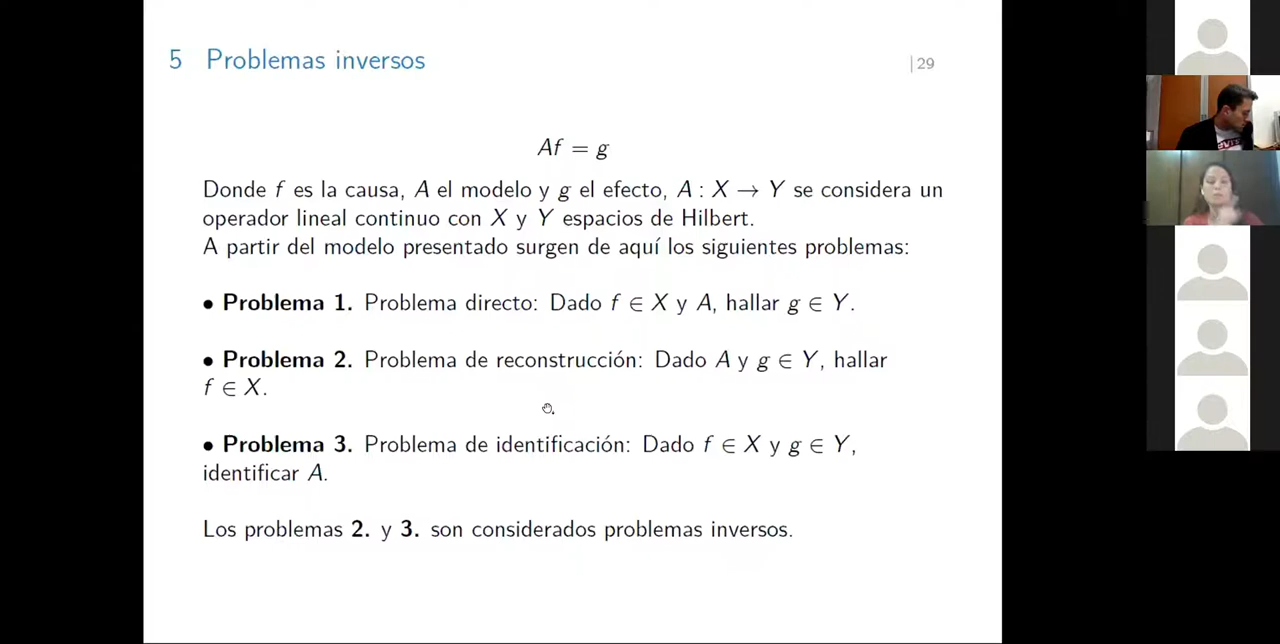 5 Problemas inversos
| 29
Af = g
Donde f es la causa, A el modelo y g el efecto, A : X → Y se considera un
operador lineal continuo con X y Y espacios de Hilbert.
A partir del modelo presentado surgen de aquí los siguientes problemas:
• Problema 1. Problema directo: Dado f ∈ X y A, hallar g ∈ Y.
• Problema 2. Problema de reconstrucción: Dado A y g ∈ Y, hallar
f ∈ X.
• Problema 3. Problema de identificación: Dado f ∈ X y g ∈ Y,
identificar A.
Los problemas 2. y 3. son considerados problemas inversos.